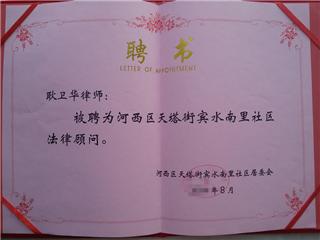 聘书
LETTER OF APPOINTMENT
耿卫华律师：
被聘为河西区天塔街宾水南里社区
法律顾问。
河西区天塔街宾水南里社区居委会
年8月